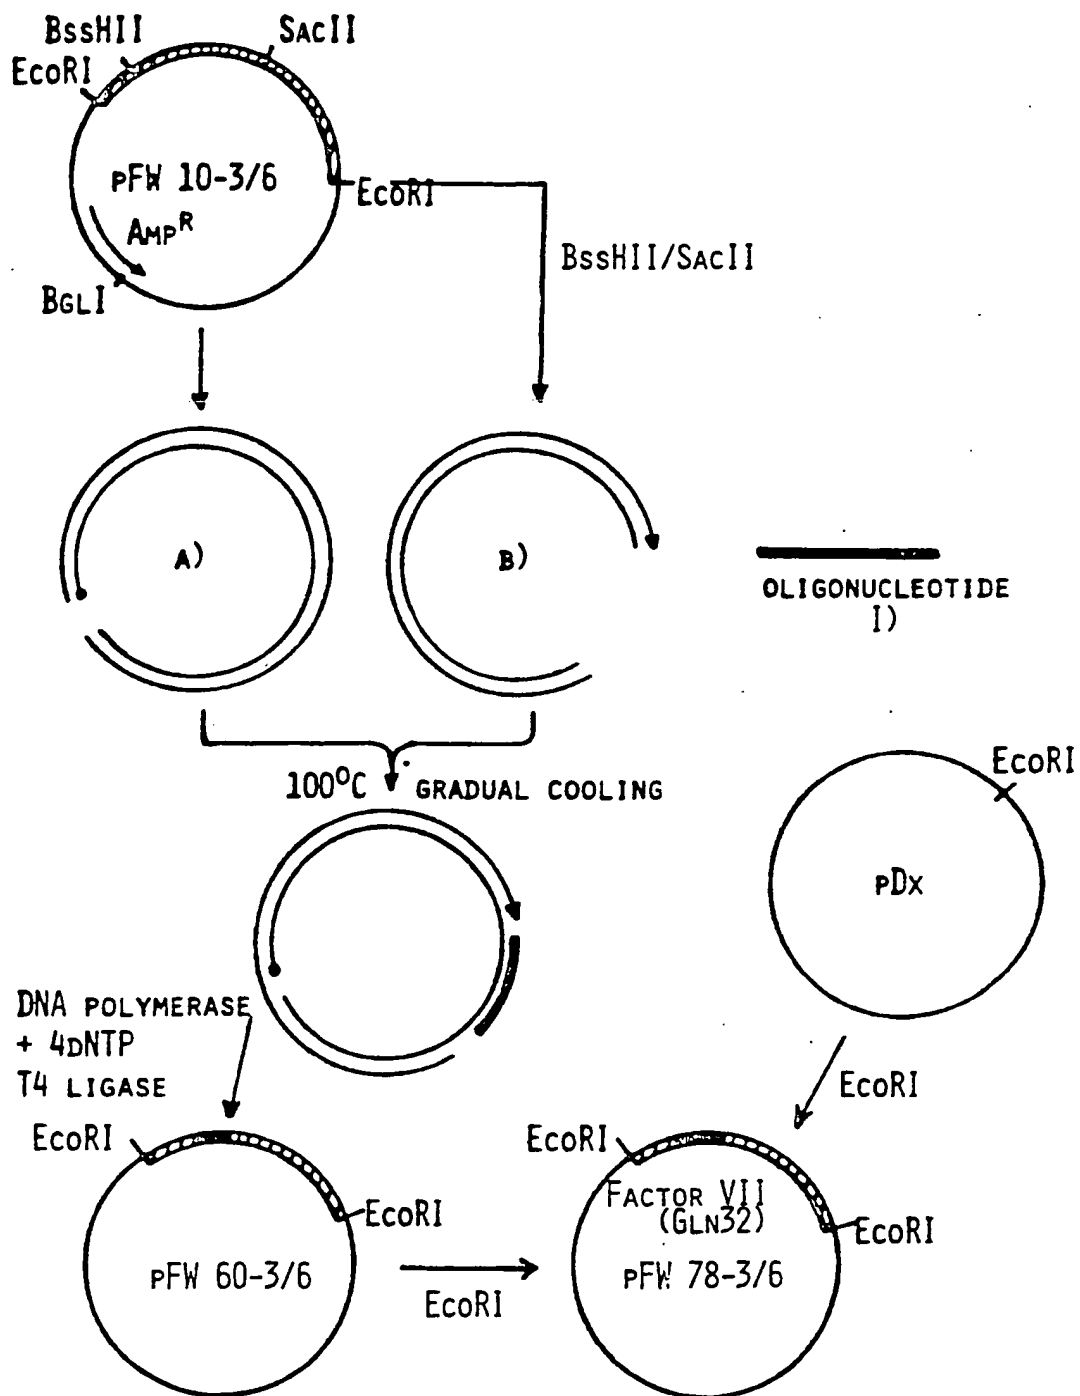 BssHII
SacII
EcoRI
pFW 10-3/6
EcoRI
AmpR
BssHII/SacII
BglI
A)
B)
Oligonucleotide
I)
100°C gradual cooling
EcoRI
pDx
DNA polymerase
+ 4dNTP
T4 ligase
EcoRI
EcoRI
EcoRI
EcoRI
Factor VII
(Gln32)
EcoRI
pFW 60-3/6
pFW 78-3/6
EcoRI